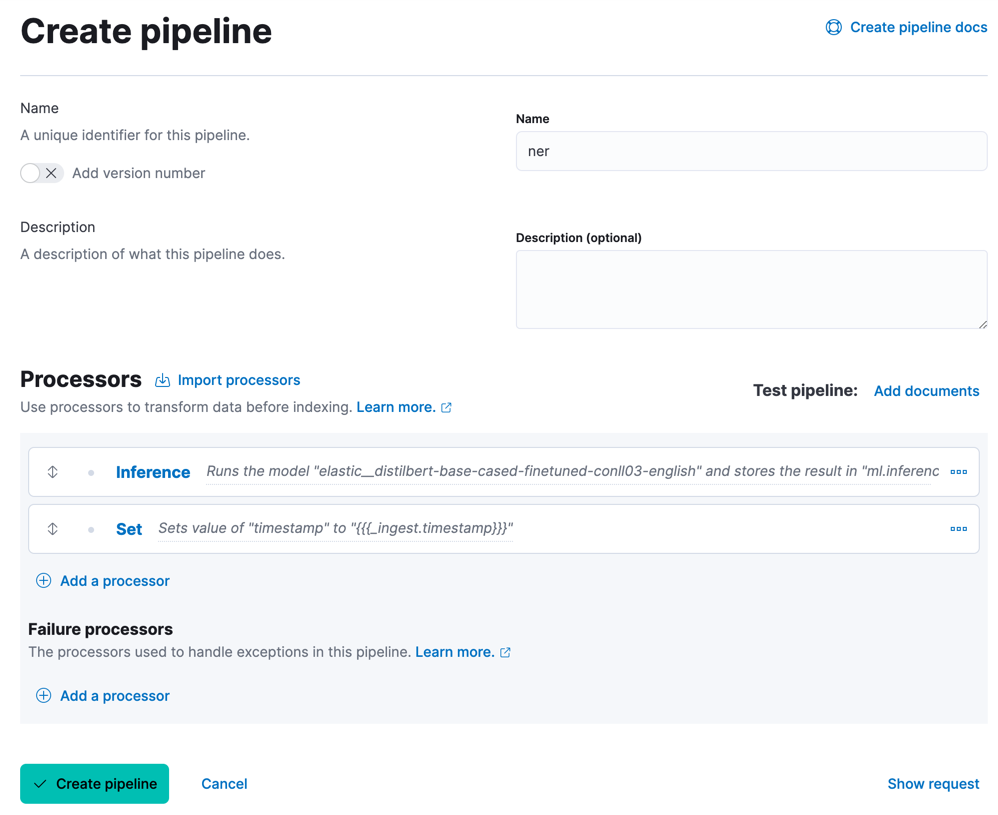 Create pipeline
Create pipeline docs
Name
A unique identifier for this pipeline.
Add version number
Name
ner
Description
A description of what this pipeline does.
Description (optional)
Processors
Import processors
Use processors to transform data before indexing. Learn more.
Test pipeline:
Add documents
Inference Runs the model "elastic__distilbert-base-cased-finetuned-conll03-english" and stores the result in "ml.inferenc
Set Sets value of "timestamp" to "{{{_ingest.timestamp}}}"
Add a processor
Failure processors
The processors used to handle exceptions in this pipeline. Learn more.
Add a processor
Create pipeline
Cancel
Show request